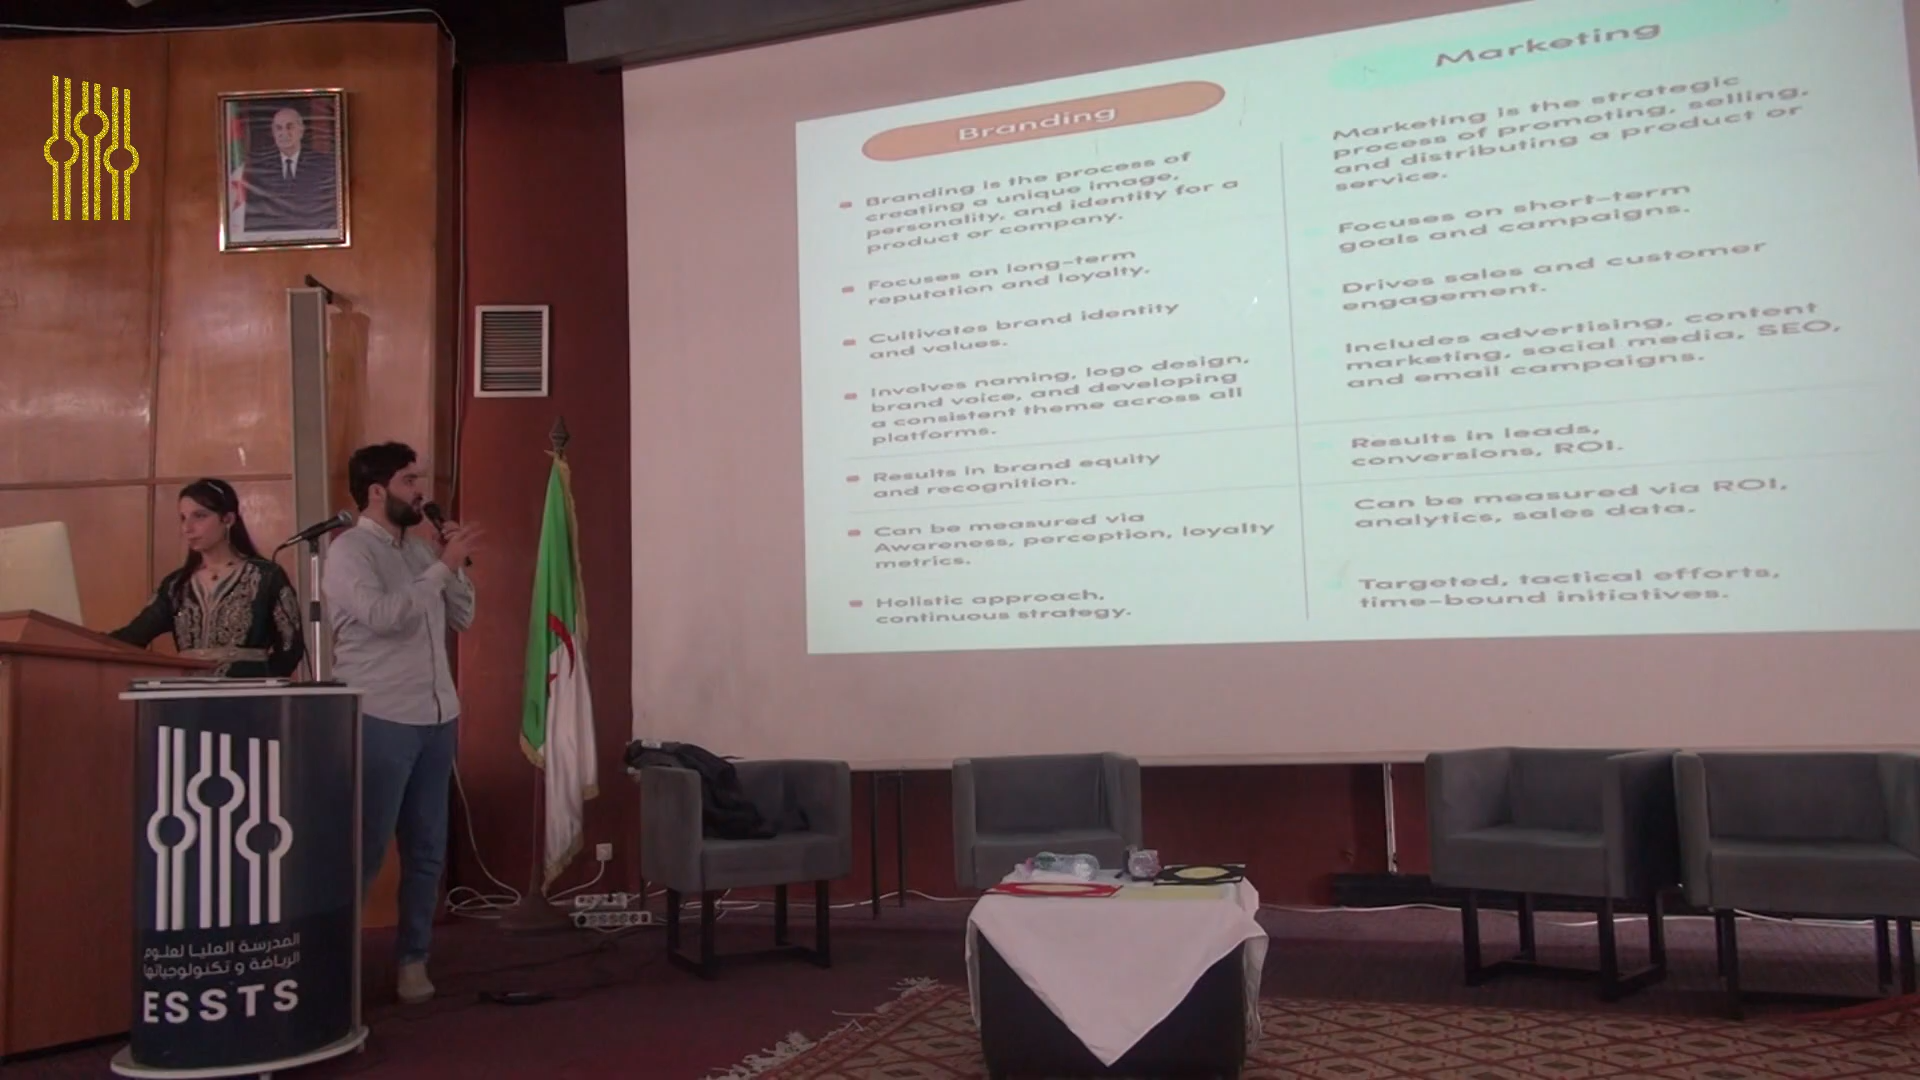 Branding
Branding is the process of
creating a unique image,
personality, and identity for a
product or company.
Focuses on long-term
reputation and loyalty.
Cultivates brand identity
and values.
Involves naming, logo design,
brand voice, and developing
a consistent theme across all
platforms.
Results in brand equity
and recognition.
Can be measured via
Awareness, perception, loyalty
metrics.
Holistic approach,
continuous strategy.
Marketing
Marketing is the strategic
process of promoting, selling,
and distributing a product or
service.
Focuses on short-term
goals and campaigns.
Drives sales and customer
engagement.
Includes advertising, content
marketing, social media, SEO,
and email campaigns.
Results in leads,
conversions, ROI.
Can be measured via ROI,
analytics, sales data.
Targeted, tactical efforts,
time-bound initiatives.
المدرسة العليا لعلوم
الرياضة و تكنولوجياتها
ESSTS